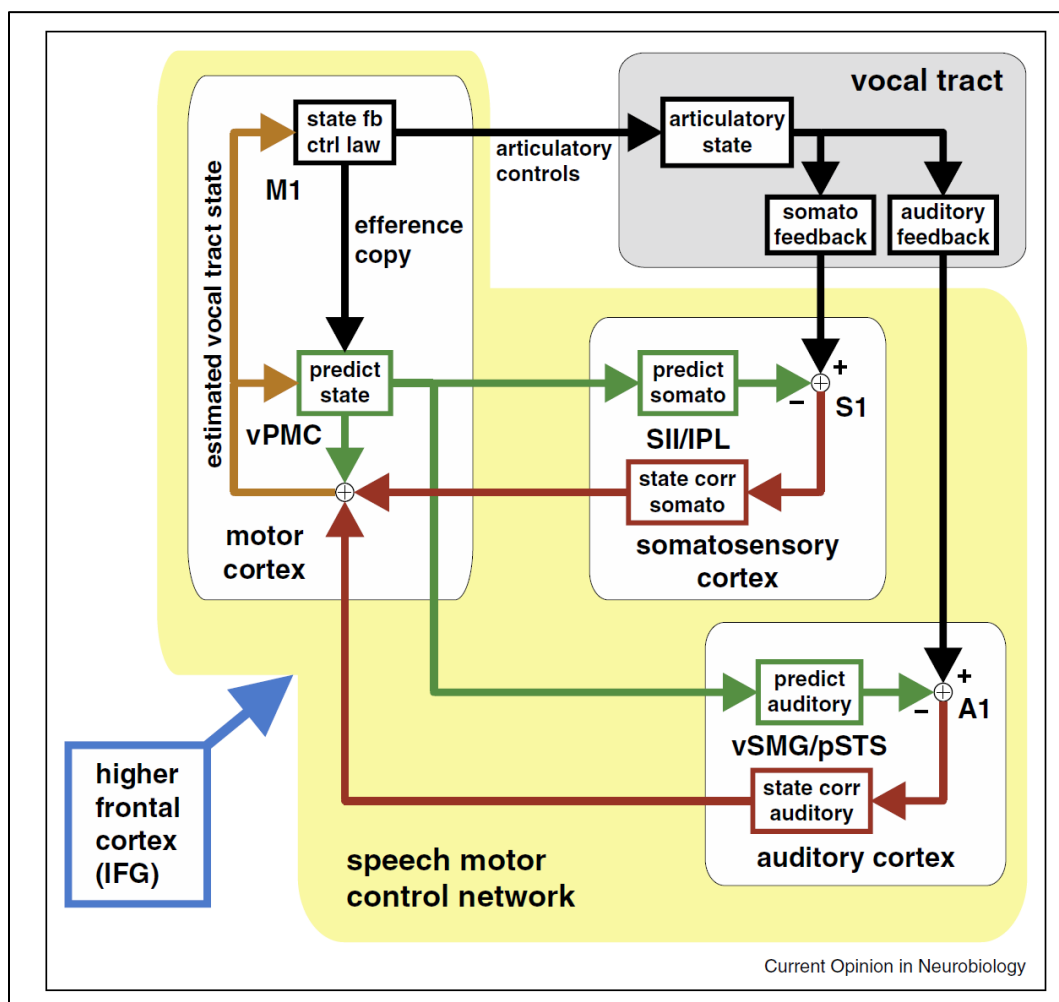 vocal tract
state fb
ctrl law
M1
articulatory
controls
articulatory
state
somato
feedback
auditory
feedback
efference
copy
estimated vocal tract state
predict
state
vPMC
+
motor
cortex
predict
somato
SII/IPL
+
−
+
S1
state corr
somato
somatosensory
cortex
predict
auditory
vSMG/pSTS
+
−
+
A1
state corr
auditory
auditory cortex
higher
frontal
cortex
(IFG)
speech motor
control network
Current Opinion in Neurobiology